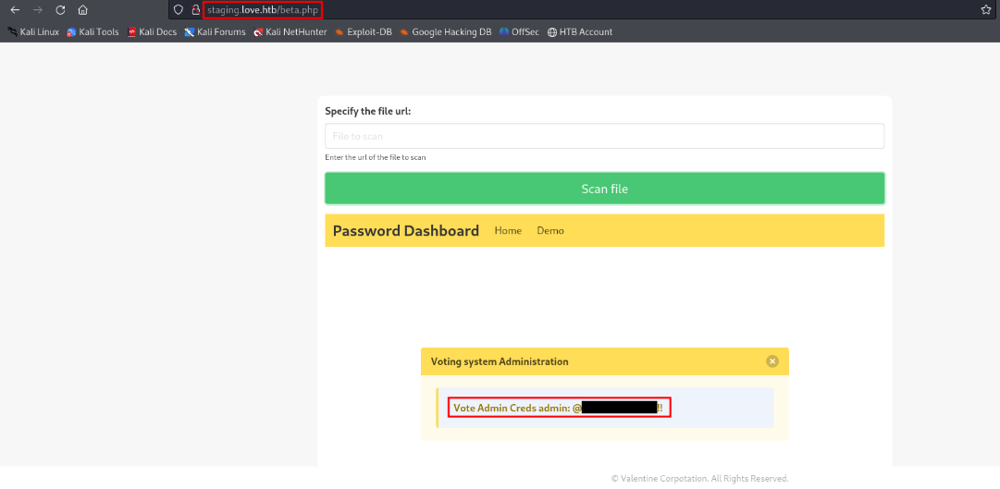 staging.love.htb/beta.php
Kali Linux Kali Tools Kali Docs Kali Forums Kali NetHunter Exploit-DB Google Hacking DB OffSec HTB Account
Specify the file url:
File to scan
Enter the url of the file to scan
Scan file
Password Dashboard Home Demo
Voting system Administration
Vote Admin Creds admin: @ !!
© Valentine Corpotation. All Rights Reserved.